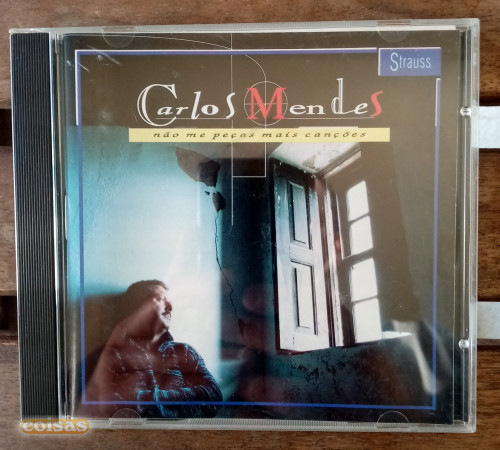 Strauss
Carlos Mendes
não me peças mais canções
coisas